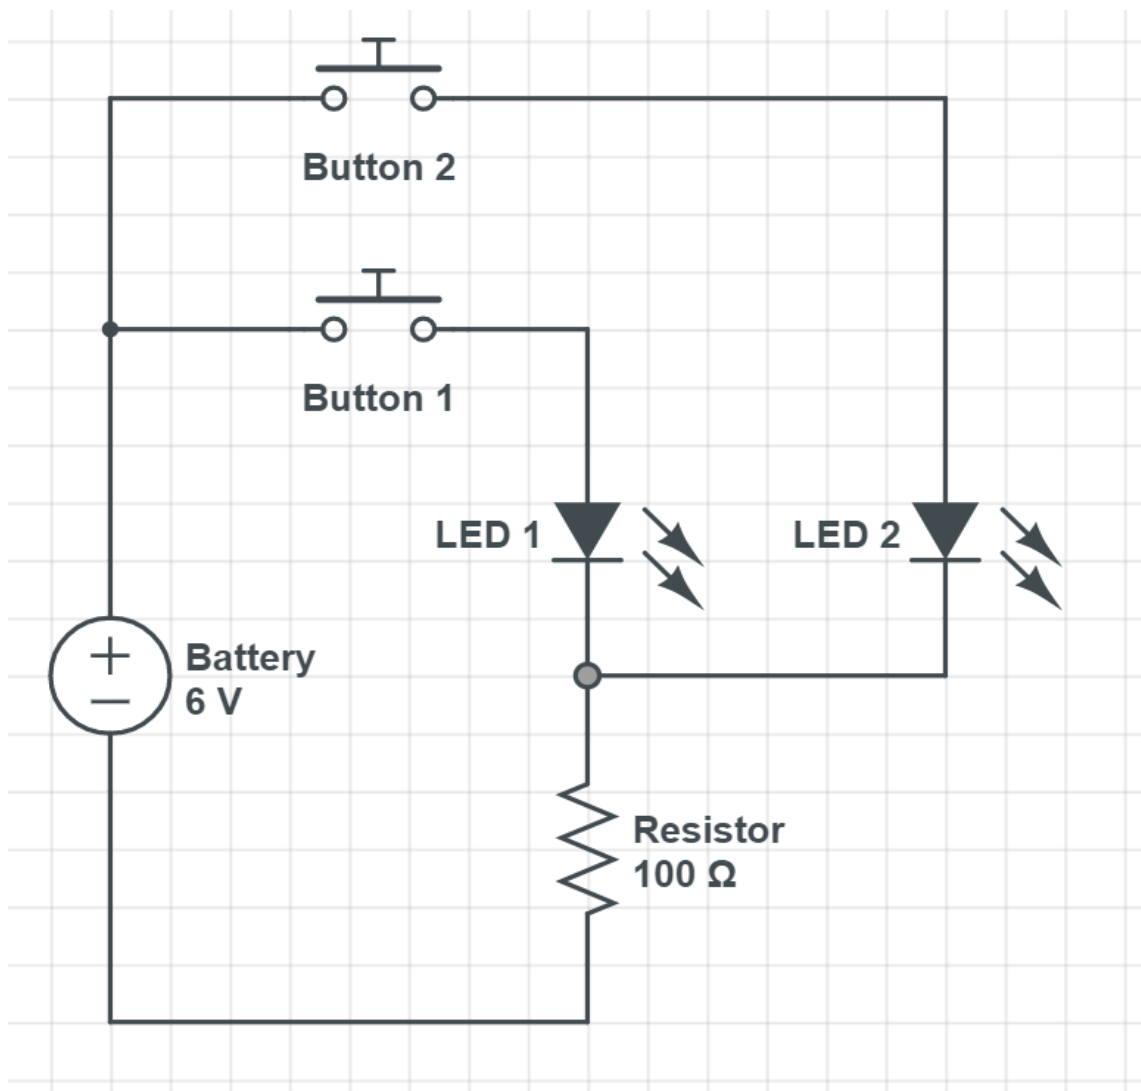 Button 2
Button 1
LED 1
LED 2
Battery
6 V
Resistor
100 Ω